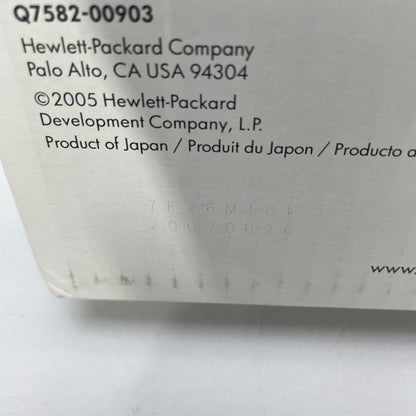 Q7582-00903
Hewlett-Packard Company
Palo Alto, CA USA 94304
©2005 Hewlett-Packard
Development Company, L.P.
Product of Japan / Produit du Japon / Producto
20070626
www.